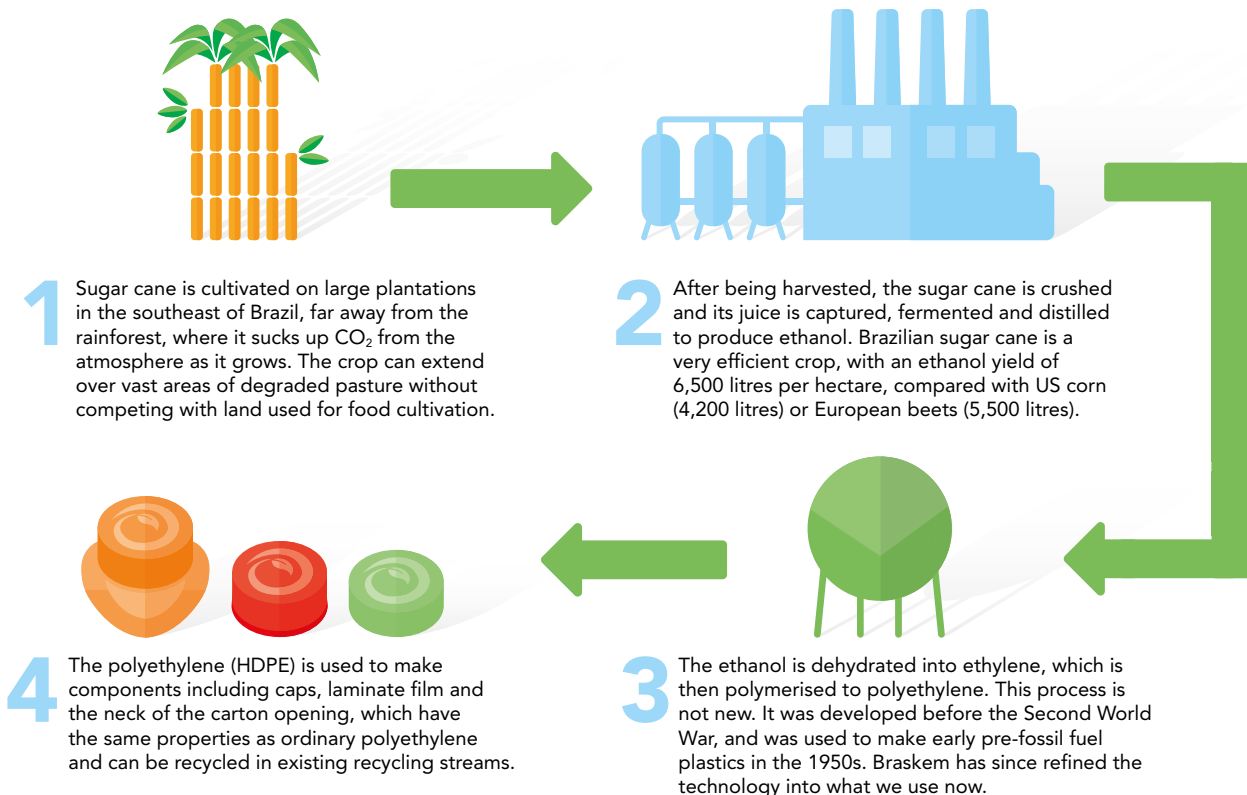 1
Sugar cane is cultivated on large plantations
in the southeast of Brazil, far away from the
rainforest, where it sucks up CO₂ from the
atmosphere as it grows. The crop can extend
over vast areas of degraded pasture without
competing with land used for food cultivation.
2
After being harvested, the sugar cane is crushed
and its juice is captured, fermented and distilled
to produce ethanol. Brazilian sugar cane is a
very efficient crop, with an ethanol yield of
6,500 litres per hectare, compared with US corn
(4,200 litres) or European beets (5,500 litres).
3
The ethanol is dehydrated into ethylene, which is
then polymerised to polyethylene. This process is
not new. It was developed before the Second World
War, and was used to make early pre-fossil fuel
plastics in the 1950s. Braskem has since refined the
technology into what we use now.
4
The polyethylene (HDPE) is used to make
components including caps, laminate film and
the neck of the carton opening, which have
the same properties as ordinary polyethylene
and can be recycled in existing recycling streams.